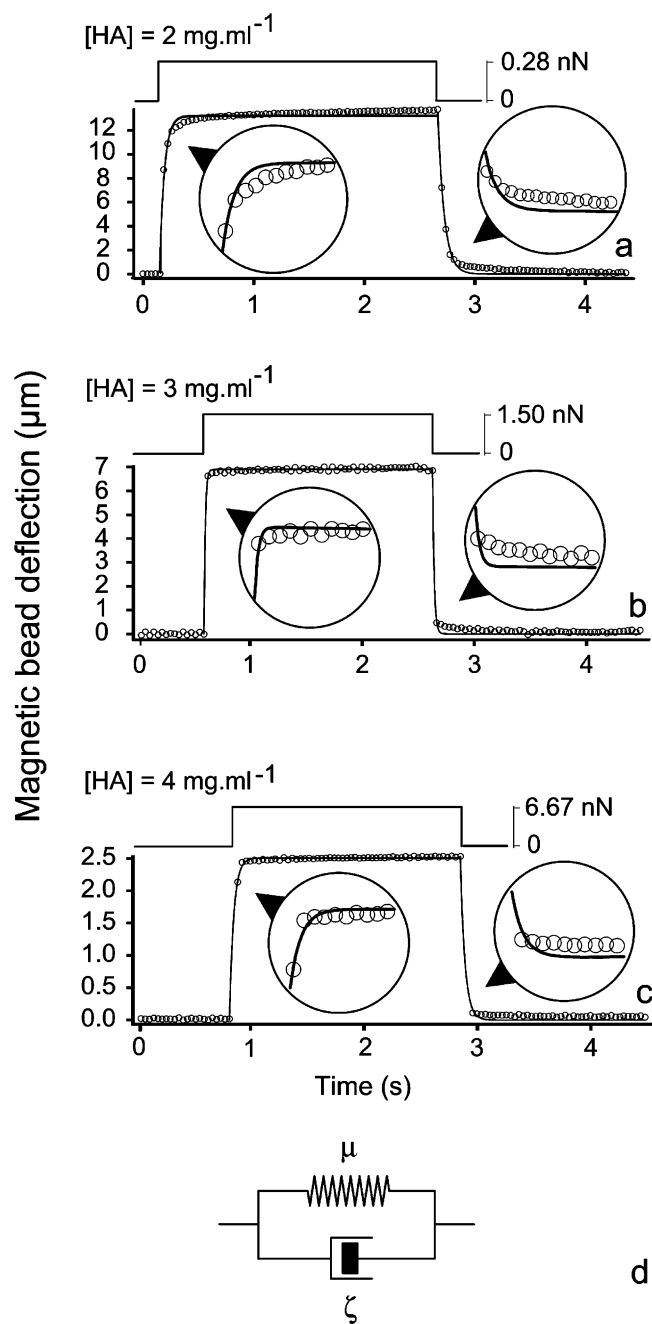 [HA] = 2 mg.ml-1
0.28 nN
0
12
10
8
6
4
2
0
a
0 1 2 3 4
[HA] = 3 mg.ml-1
1.50 nN
0
7
6
5
4
3
2
1
0
b
0 1 2 3 4
Magnetic bead deflection (µm)
[HA] = 4 mg.ml-1
6.67 nN
0
2.5
2.0
1.5
1.0
0.5
0.0
c
0 1 2 3 4
Time (s)
μ
ζ
d